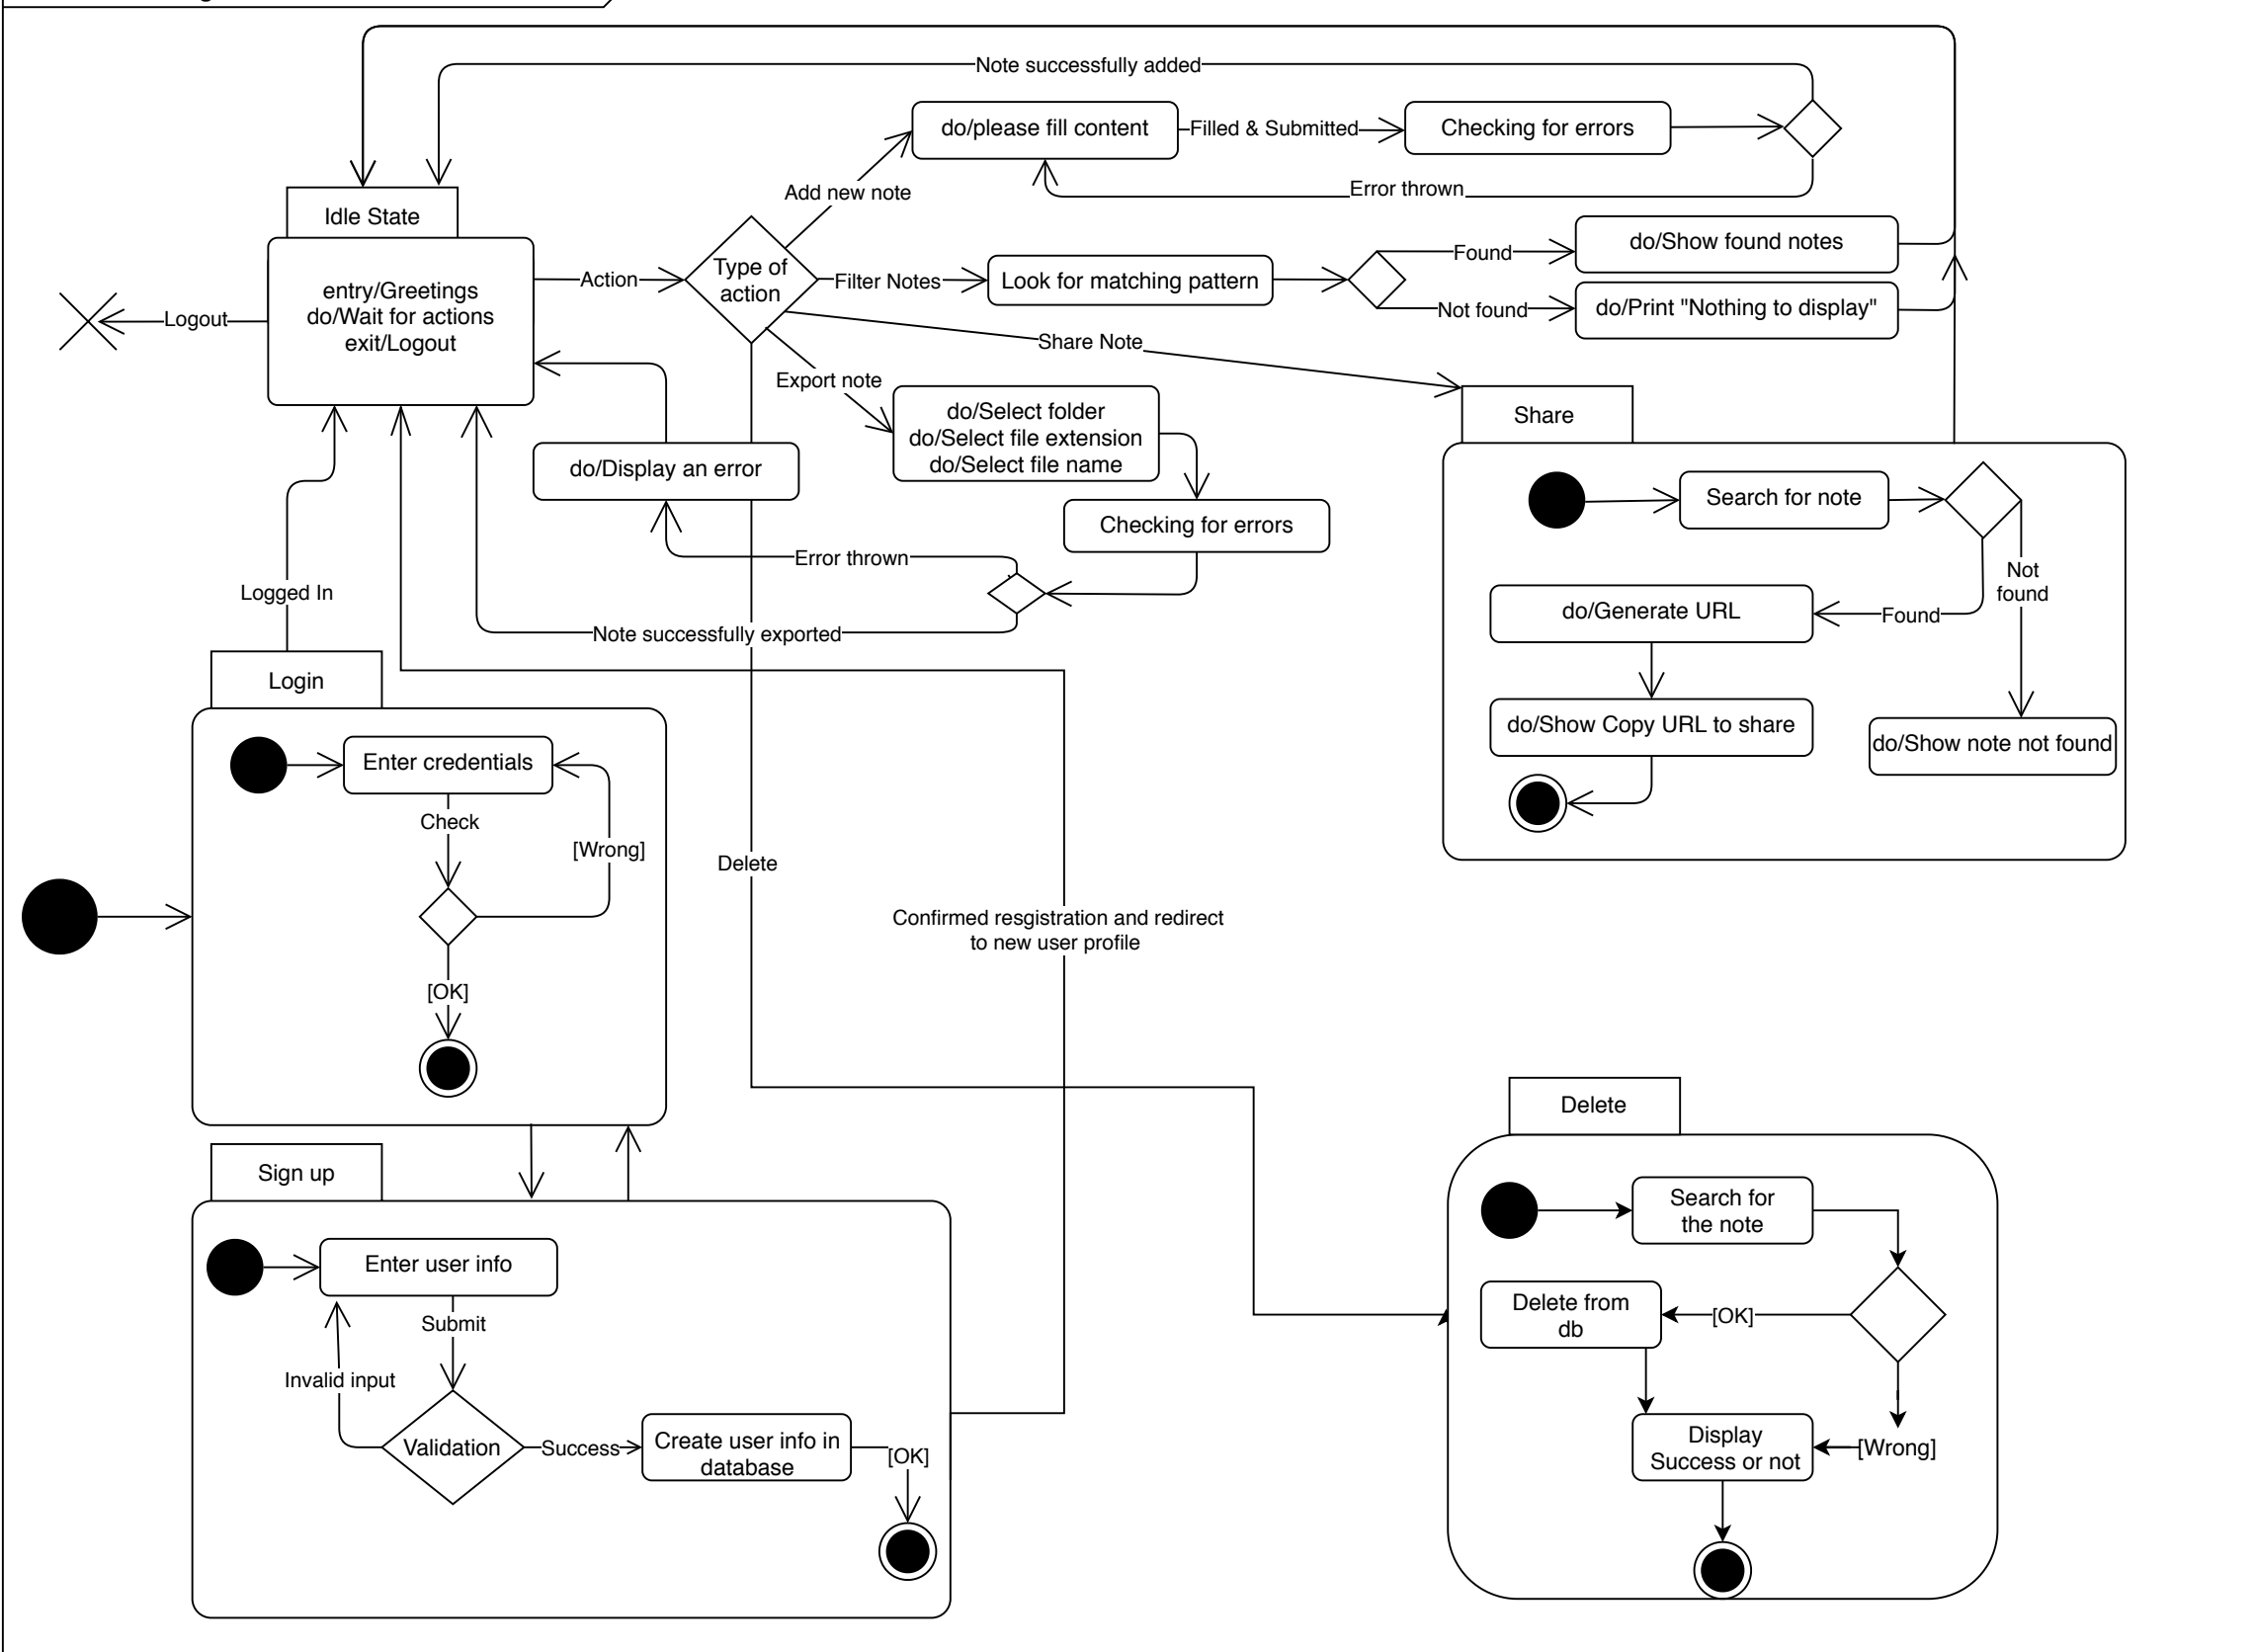 Note successfully added
do/please fill content
Filled & Submitted
Checking for errors
Add new note
Error thrown
Idle State
entry/Greetings
do/Wait for actions
exit/Logout
Logout
Action
Type of
action
Filter Notes
Look for matching pattern
Found
do/Show found notes
Not found
do/Print "Nothing to display"
Share Note
Export note
do/Select folder
do/Select file extension
do/Select file name
do/Display an error
Checking for errors
Error thrown
Note successfully exported
Logged In
Share
Search for note
Not
found
Found
do/Generate URL
do/Show Copy URL to share
do/Show note not found
Login
Enter credentials
Check
[Wrong]
[OK]
Delete
Confirmed resgistration and redirect
to new user profile
Sign up
Enter user info
Submit
Invalid input
Validation
Success
Create user info in
database
[OK]
Delete
Search for
the note
[OK]
Delete from
db
Display
Success or not
[Wrong]